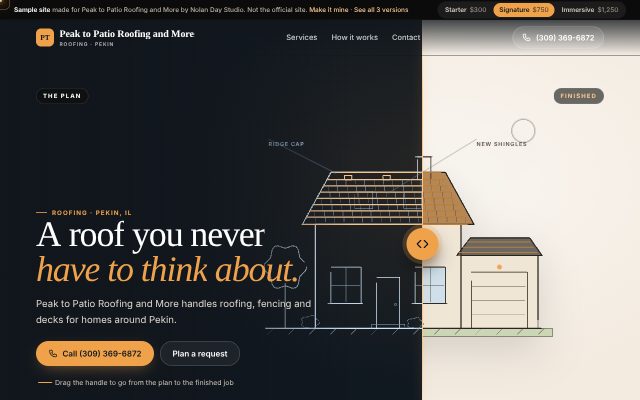 Sample site made for Peak to Patio Roofing and More by Nolan Day Studio. Not the official site. Make it mine · See all 3 versions
Starter $300 Signature $750 Immersive $1,250
PT Peak to Patio Roofing and More
ROOFING · PEKIN
Services How it works Contact
(309) 369-6872
THE PLAN
FINISHED
RIDGE CAP
NEW SHINGLES
ROOFING · PEKIN, IL
A roof you never
have to think about.
Peak to Patio Roofing and More handles roofing, fencing and
decks for homes around Pekin.
Call (309) 369-6872
Plan a request
Drag the handle to go from the plan to the finished job